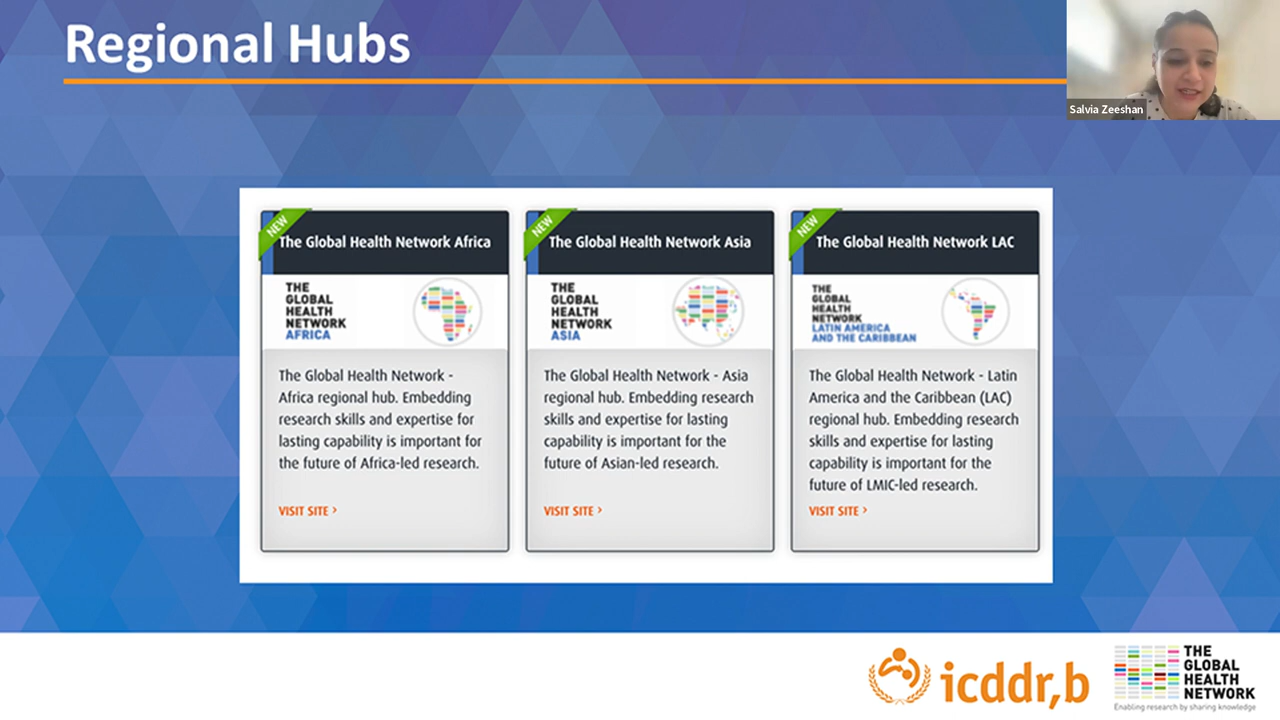 Regional Hubs
Salvia Zeeshan
NEW
The Global Health Network Africa
THE
GLOBAL
HEALTH
NETWORK
AFRICA
The Global Health Network -
Africa regional hub. Embedding
research skills and expertise for
lasting capability is important for
the future of Africa-led research.
VISIT SITE ›
NEW
The Global Health Network Asia
THE
GLOBAL
HEALTH
NETWORK
ASIA
The Global Health Network - Asia
regional hub. Embedding research
skills and expertise for lasting
capability is important for the
future of Asian-led research.
VISIT SITE ›
NEW
The Global Health Network LAC
THE
GLOBAL
HEALTH
NETWORK
LATIN AMERICA
AND THE CARIBBEAN
The Global Health Network - Latin
America and the Caribbean (LAC)
regional hub. Embedding research
skills and expertise for lasting
capability is important for the
future of LMIC-led research.
VISIT SITE ›
icddr,b
THE
GLOBAL
HEALTH
NETWORK
Enabling research by sharing knowledge